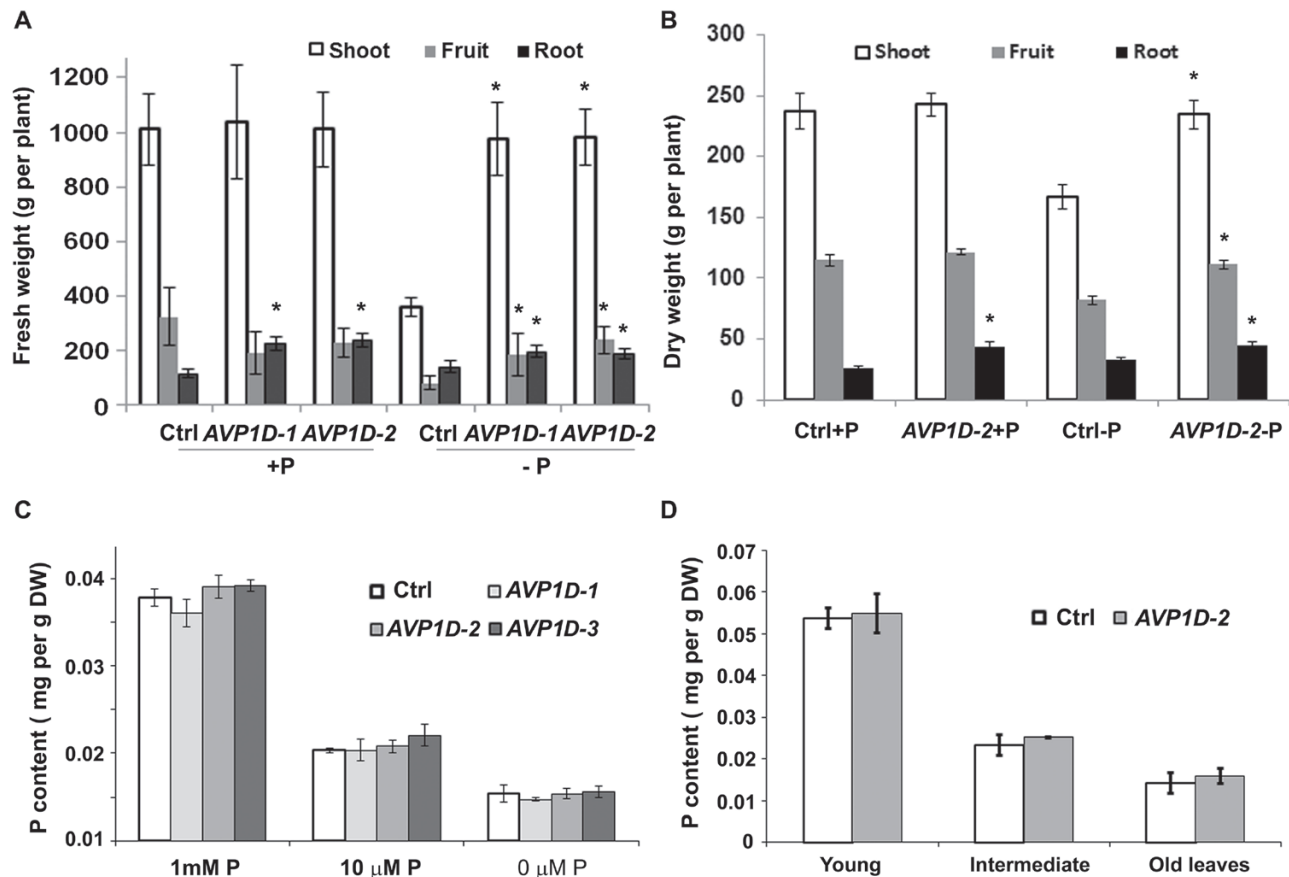 A
Shoot Fruit Root
Fresh weight (g per plant)
1200
1000
800
600
400
200
0
* * * * * * * *
Ctrl AVP1D-1 AVP1D-2 Ctrl AVP1D-1 AVP1D-2
+P - P
B
Shoot Fruit Root
Dry weight (g per plant)
300
250
200
150
100
50
0
* * * *
Ctrl+P AVP1D-2+P Ctrl-P AVP1D-2-P
C
P content ( mg per g DW)
0.04
0.03
0.02
0.01
Ctrl AVP1D-1
AVP1D-2 AVP1D-3
1mM P 10 μM P 0 μM P
D
P content ( mg per g DW)
0.07
0.06
0.05
0.04
0.03
0.02
0.01
0
Ctrl AVP1D-2
Young Intermediate Old leaves